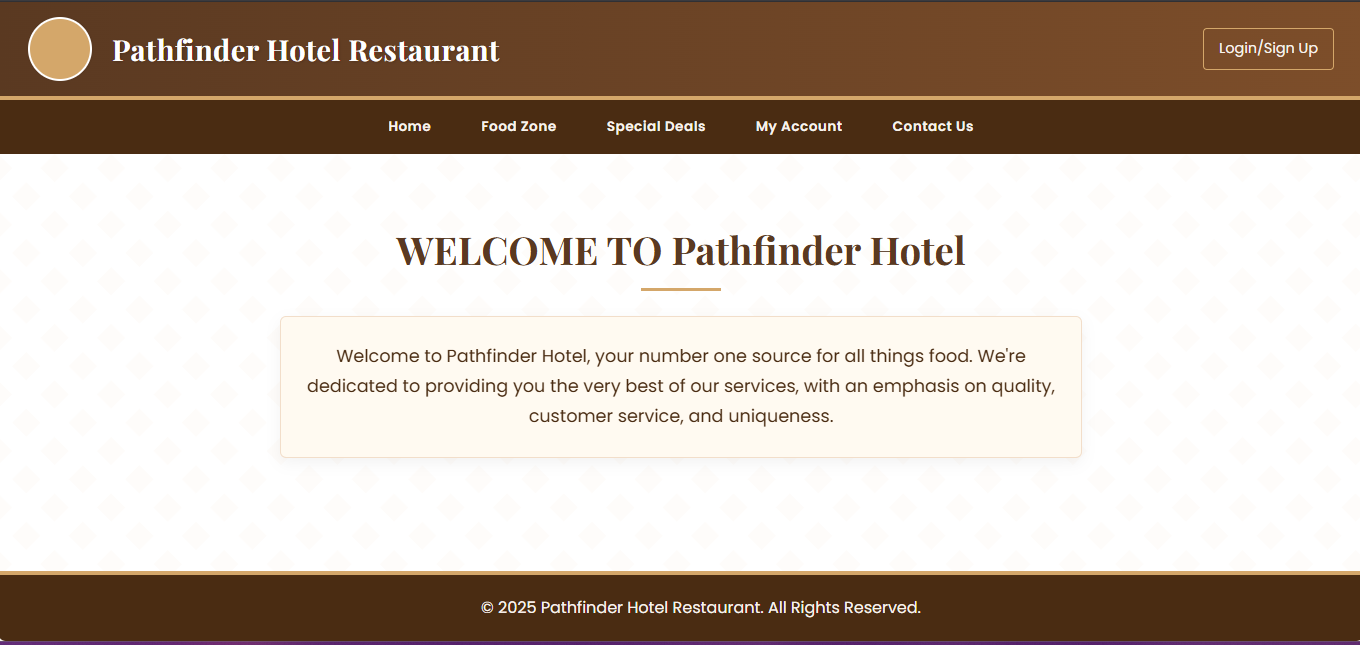 Pathfinder Hotel Restaurant
Login/Sign Up
Home Food Zone Special Deals My Account Contact Us
WELCOME TO Pathfinder Hotel
Welcome to Pathfinder Hotel, your number one source for all things food. We're
dedicated to providing you the very best of our services, with an emphasis on quality,
customer service, and uniqueness.
© 2025 Pathfinder Hotel Restaurant. All Rights Reserved.